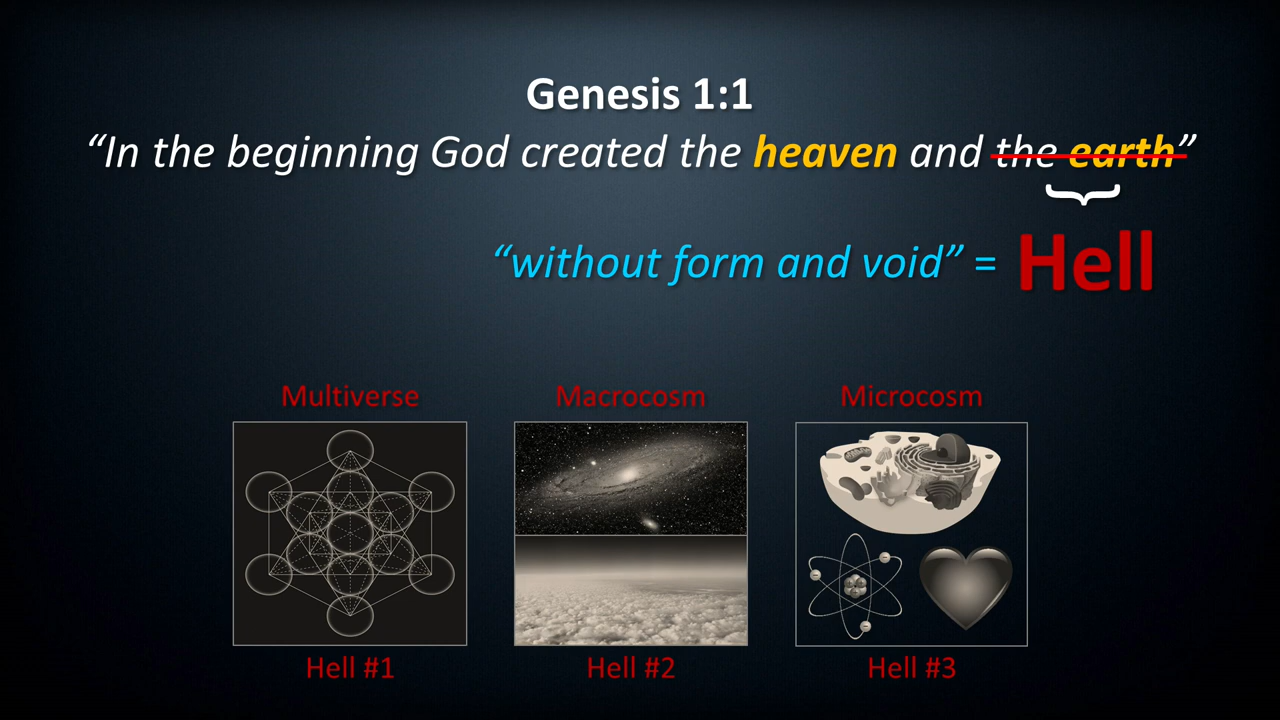 Genesis 1:1
“In the beginning God created the heaven and the earth”
“without form and void” = Hell
Multiverse Macrocosm Microcosm
Hell #1 Hell #2 Hell #3